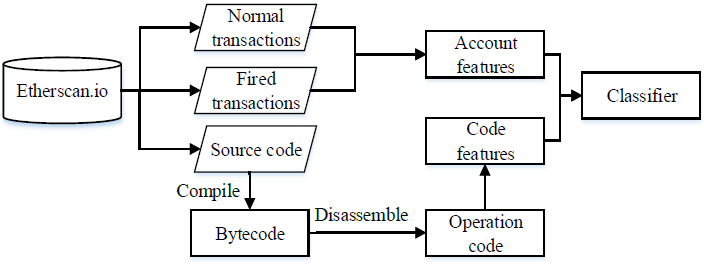 Normal
transactions
Etherscan.io
Fired
transactions
Source code
Compile
Bytecode
Disassemble
Operation
code
Code
features
Account
features
Classifier